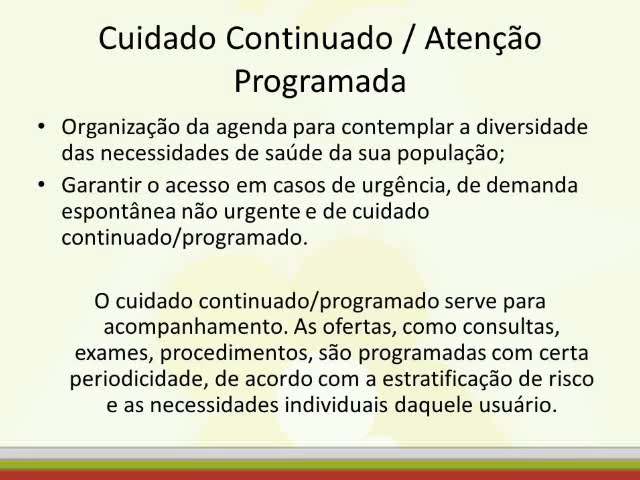 Cuidado Continuado / Atenção
Programada
• Organização da agenda para contemplar a diversidade
das necessidades de saúde da sua população;
• Garantir o acesso em casos de urgência, de demanda
espontânea não urgente e de cuidado
continuado/programado.
O cuidado continuado/programado serve para
acompanhamento. As ofertas, como consultas,
exames, procedimentos, são programadas com certa
periodicidade, de acordo com a estratificação de risco
e as necessidades individuais daquele usuário.